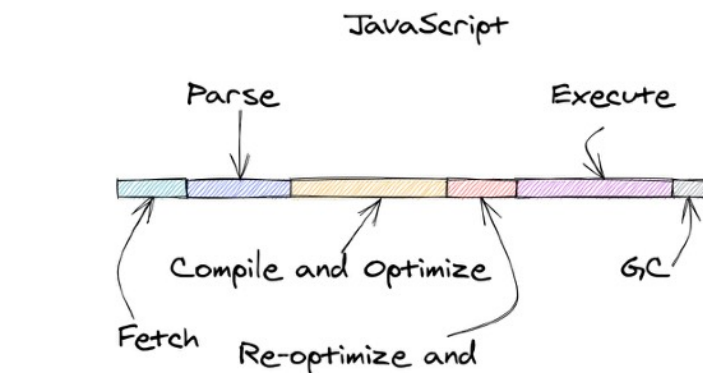 JavaScript
Parse
Execute
Compile and Optimize
GC
Fetch
Re-optimize and